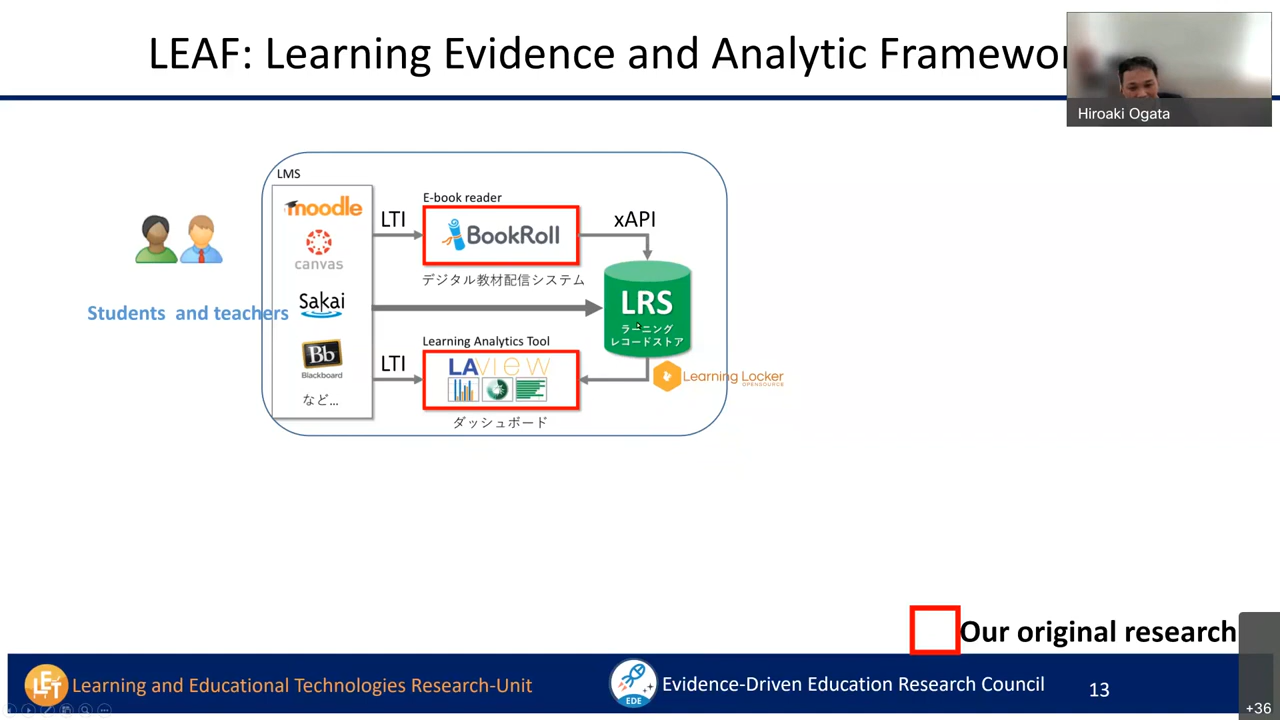 LEAF: Learning Evidence and Analytic Framewor
Hiroaki Ogata
LMS
moodle
canvas
Sakai
Bb
Blackboard
など...
Students and teachers
LTI
E-book reader
BookRoll
デジタル教材配信システム
xAPI
LRS
ラーニング
レコードストア
Learning Locker
OPENSOURCE
LTI
Learning Analytics Tool
LAView
ダッシュボード
Our original research
LET
Learning and Educational Technologies Research-Unit
EDE
Evidence-Driven Education Research Council
13
+36